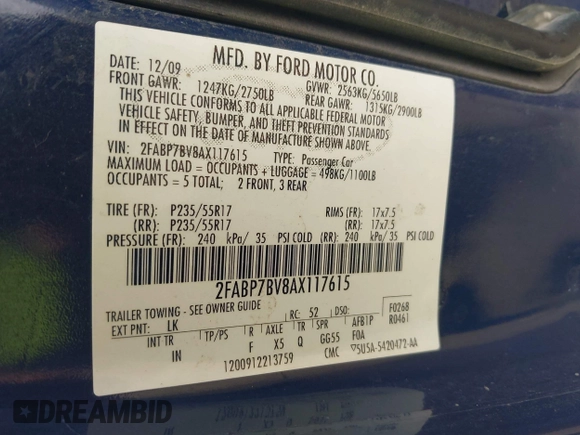 MFD. BY FORD MOTOR CO.
DATE: 12/09 GVWR: 2563KG/5650LB
FRONT GAWR: 1247KG/2750LB REAR GAWR: 1315KG/2900LB
THIS VEHICLE CONFORMS TO ALL APPLICABLE FEDERAL MOTOR
VEHICLE SAFETY, BUMPER, AND THEFT PREVENTION STANDARDS
IN EFFECT ON THE DATE OF MANUFACTURE SHOWN ABOVE.
VIN: 2FABP7BV8AX117615 TYPE: Passenger Car
MAXIMUM LOAD = OCCUPANTS + LUGGAGE = 498KG/1100LB
OCCUPANTS = 5 TOTAL; 2 FRONT, 3 REAR
TIRE (FR): P235/55R17 RIMS (FR): 17x7.5
(RR): P235/55R17 (RR): 17x7.5
PRESSURE (FR): 240 kPa/ 35 PSI COLD (RR): 240 kPa/ 35 PSI COLD
2FABP7BV8AX117615
TRAILER TOWING - SEE OWNER GUIDE
EXT PNT: LK RC: 52 DSO: F0268
R0461
INT TR TP/PS R AXLE TR SPR AFB1P
IN F X5 Q GG55 FOA
1200912213759 CMC ▽5U5A-5420472-AA
DREAMBID